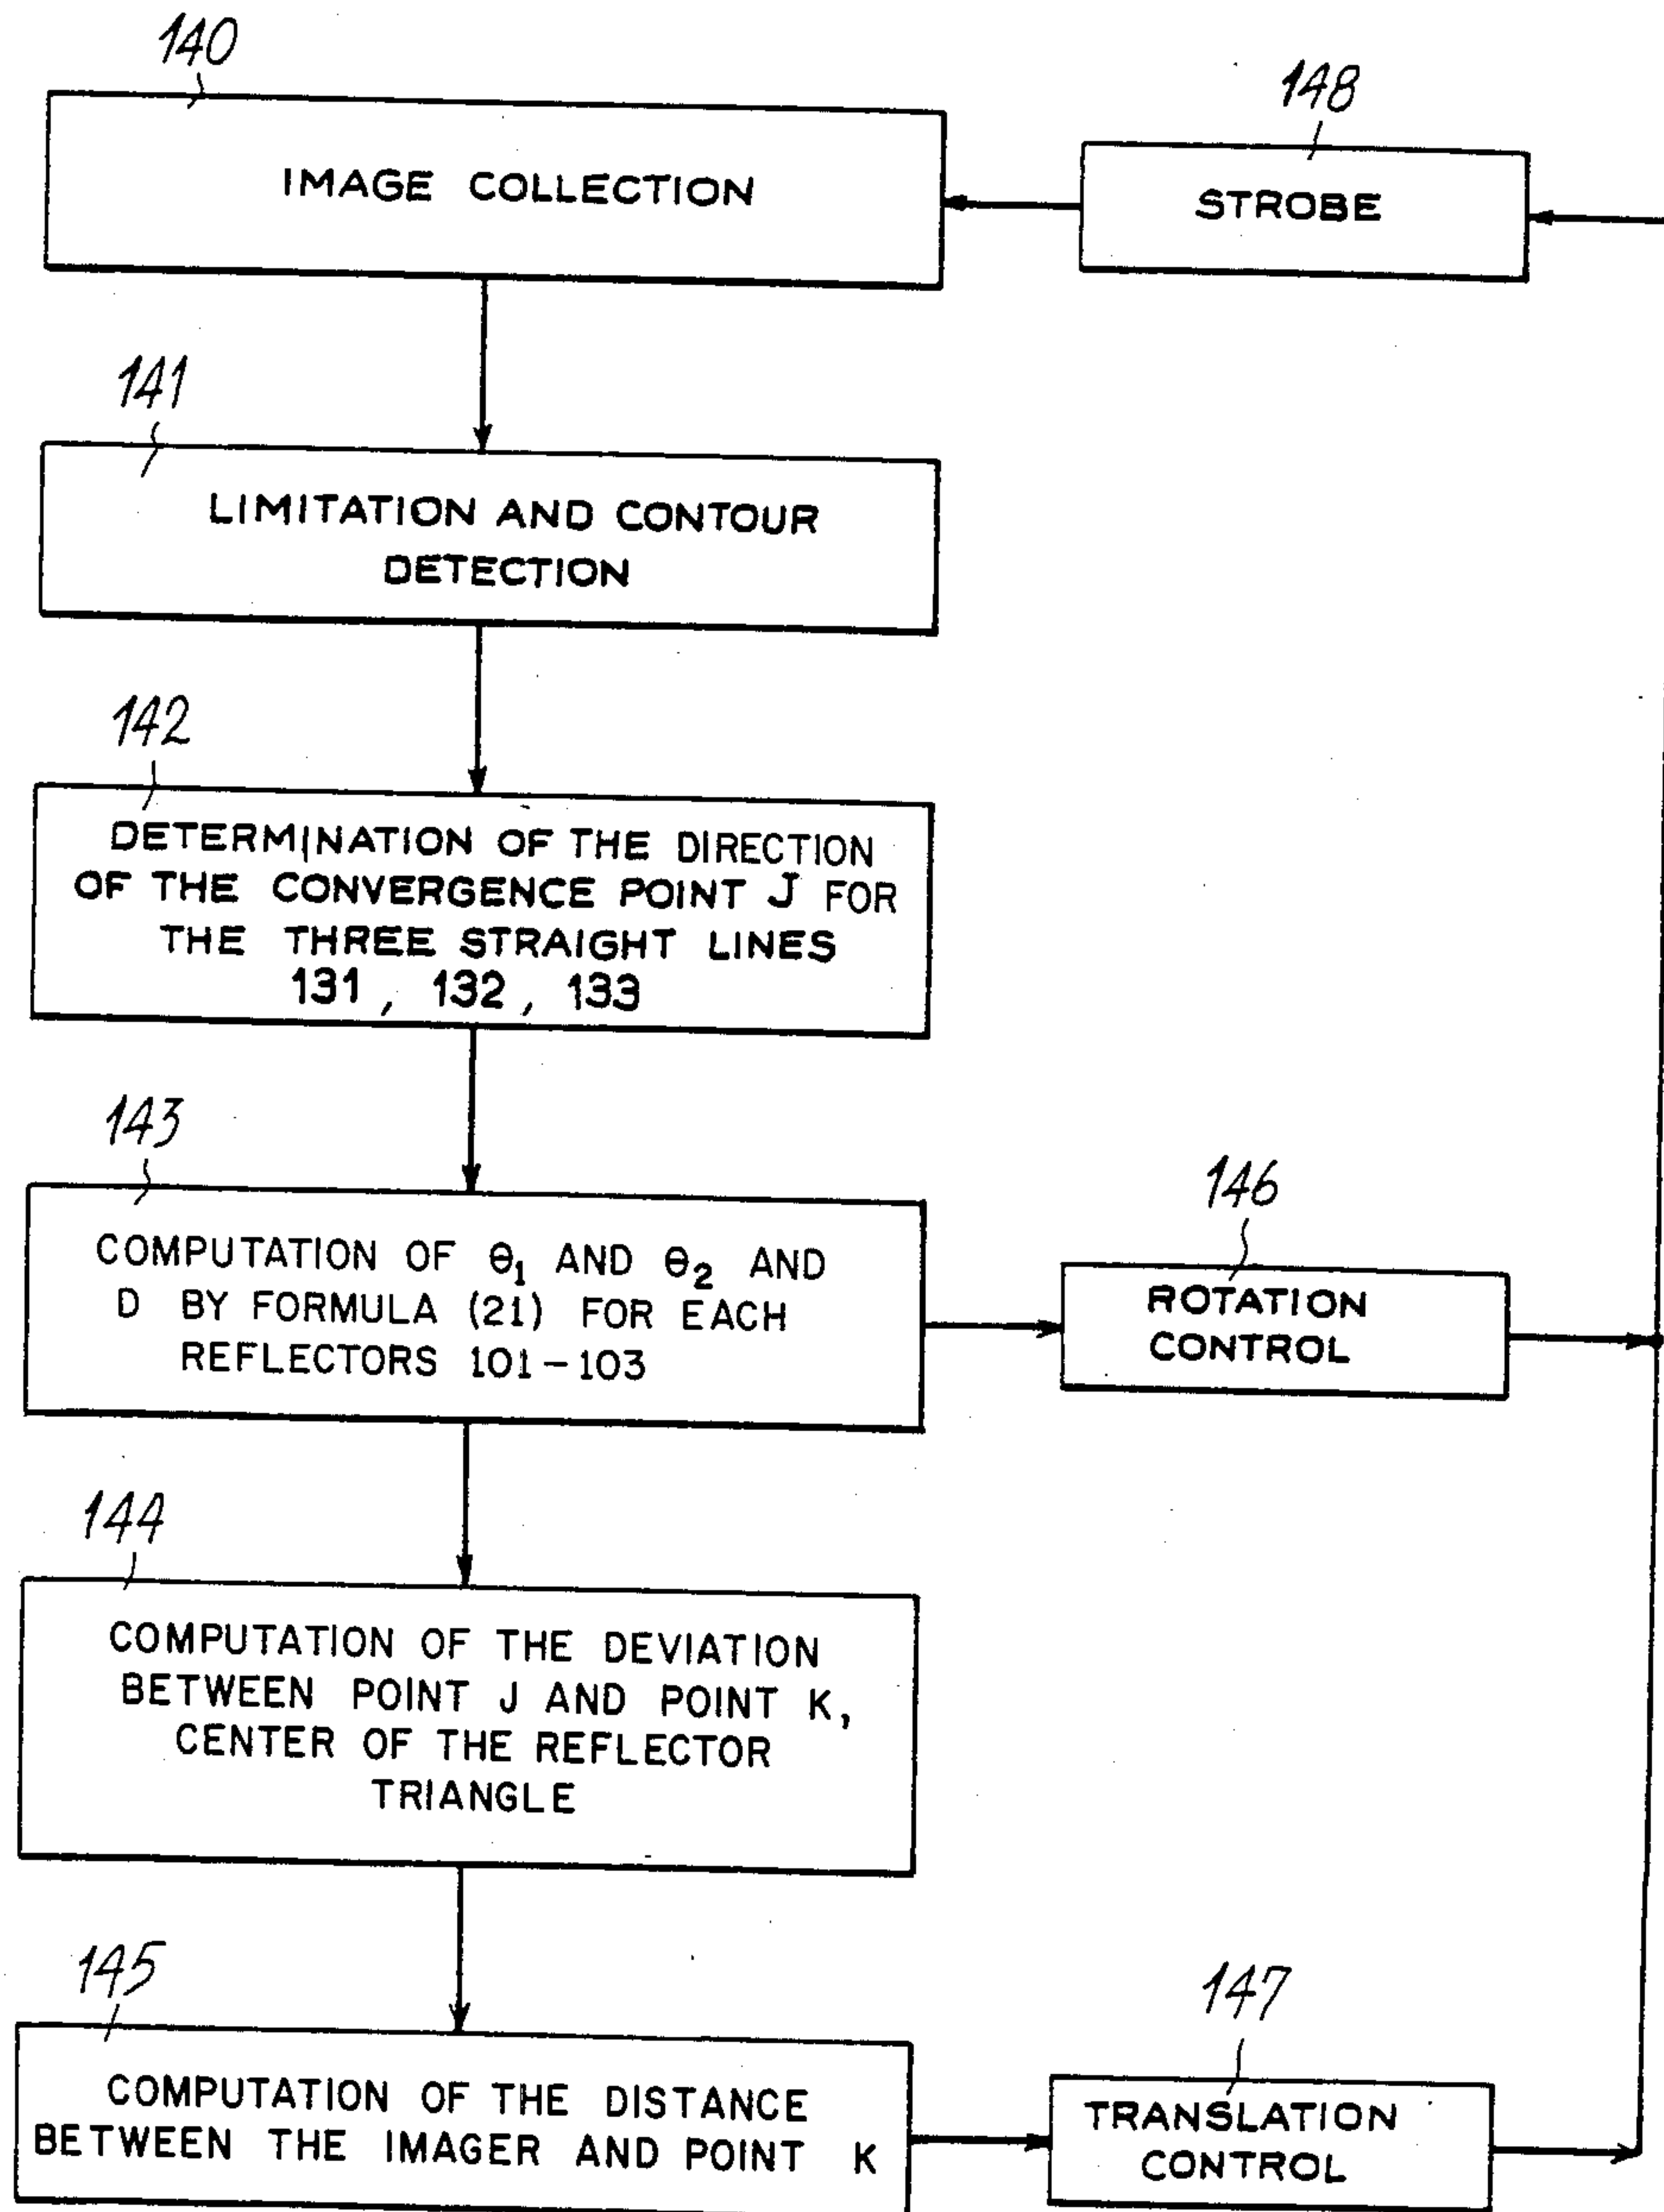 140
IMAGE COLLECTION
148
STROBE
141
LIMITATION AND CONTOUR
DETECTION
142
DETERMINATION OF THE DIRECTION
OF THE CONVERGENCE POINT J FOR
THE THREE STRAIGHT LINES
131 , 132 , 133
143
COMPUTATION OF θ₁ AND θ₂ AND
D BY FORMULA (21) FOR EACH
REFLECTORS 101-103
146
ROTATION
CONTROL
144
COMPUTATION OF THE DEVIATION
BETWEEN POINT J AND POINT K,
CENTER OF THE REFLECTOR
TRIANGLE
145
COMPUTATION OF THE DISTANCE
BETWEEN THE IMAGER AND POINT K
147
TRANSLATION
CONTROL